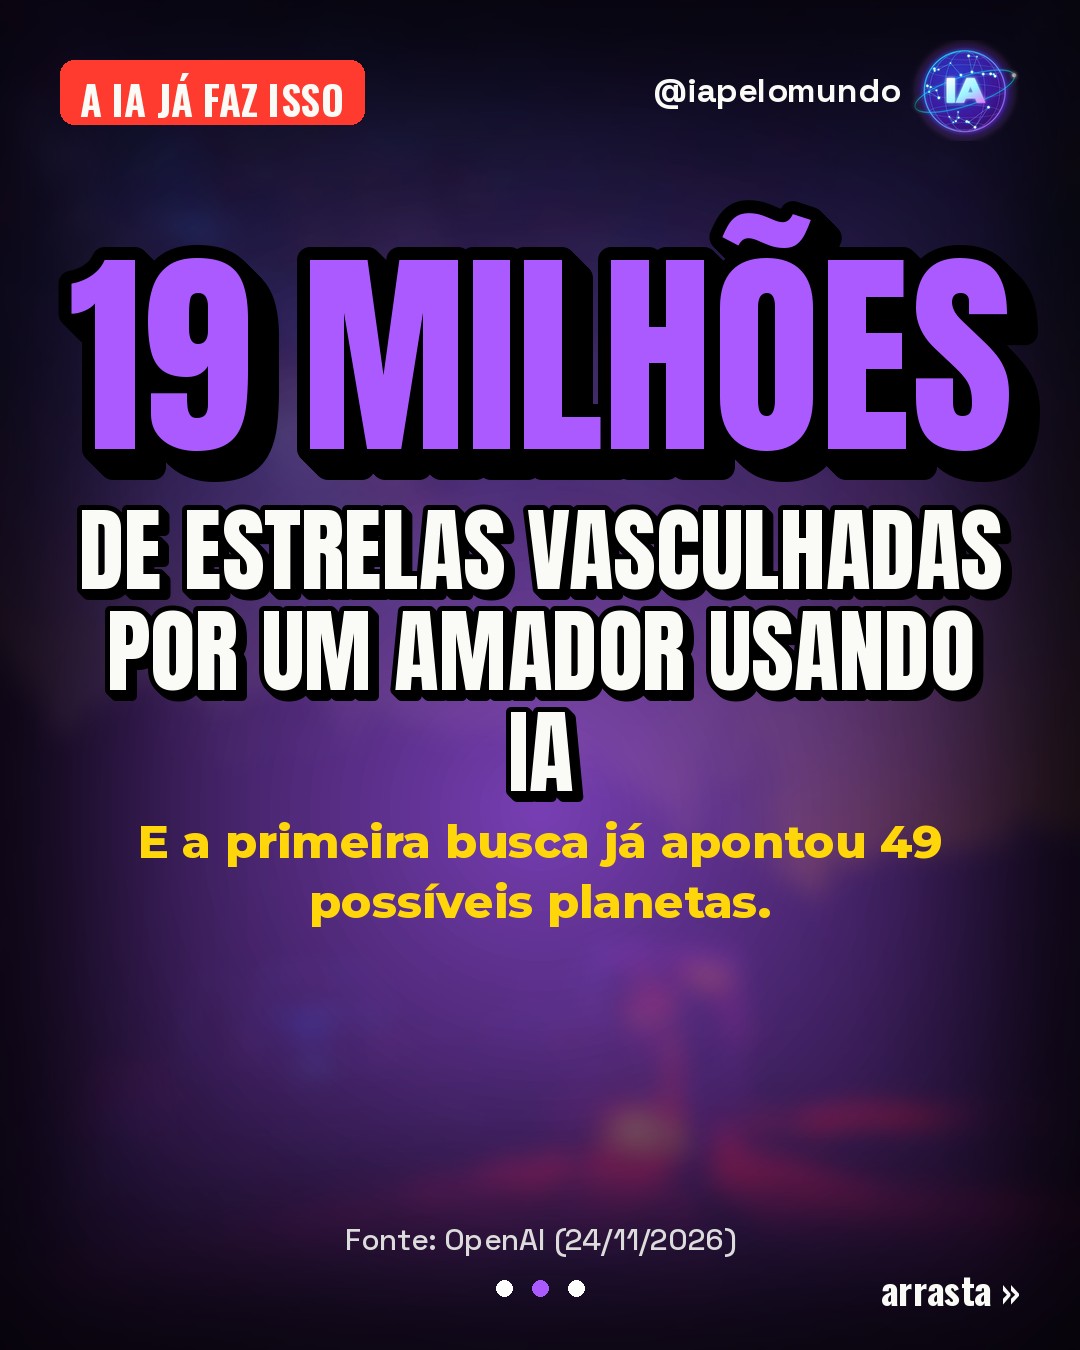 A IA JÁ FAZ ISSO
@iapelomundo
IA
19 MILHÕES
DE ESTRELAS VASCULHADAS
POR UM AMADOR USANDO
IA
E a primeira busca já apontou 49
possíveis planetas.
Fonte: OpenAI (24/11/2026)
arrasta »